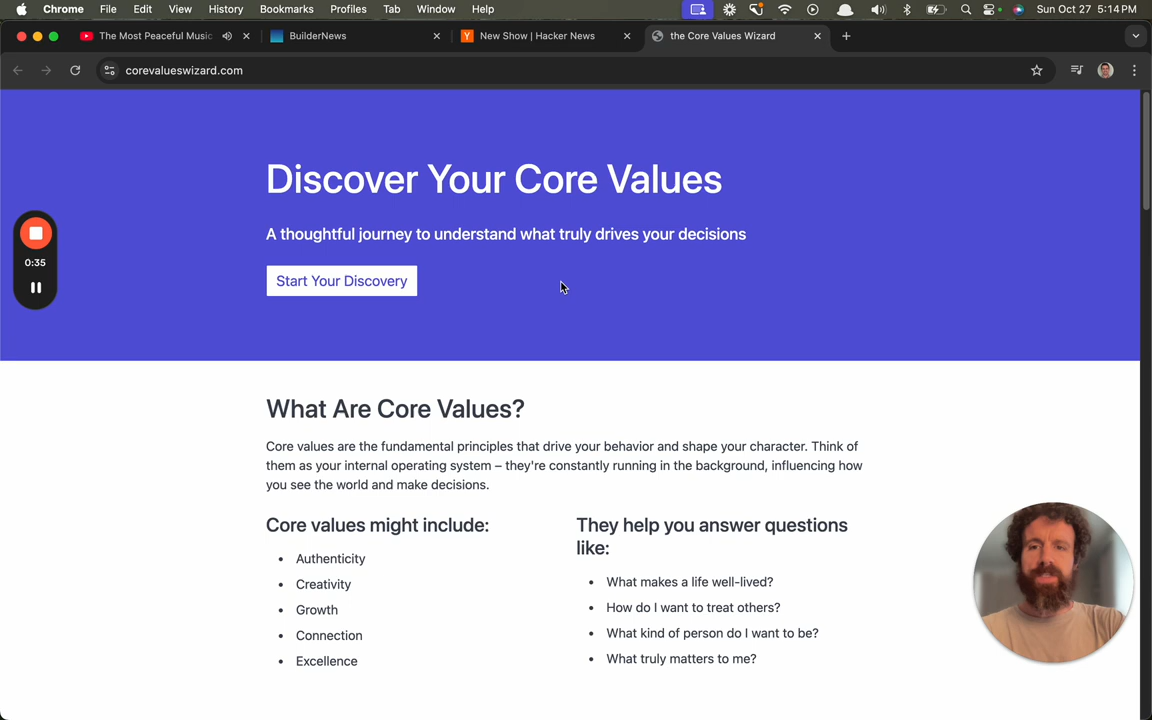 Chrome File Edit View History Bookmarks Profiles Tab Window Help Sun Oct 27 5:14 PM
The Most Peaceful Music BuilderNews New Show | Hacker News the Core Values Wizard
corevalueswizard.com
Discover Your Core Values
A thoughtful journey to understand what truly drives your decisions
Start Your Discovery
0:35
What Are Core Values?
Core values are the fundamental principles that drive your behavior and shape your character. Think of
them as your internal operating system – they're constantly running in the background, influencing how
you see the world and make decisions.
Core values might include:
• Authenticity
• Creativity
• Growth
• Connection
• Excellence
They help you answer questions
like:
• What makes a life well-lived?
• How do I want to treat others?
• What kind of person do I want to be?
• What truly matters to me?